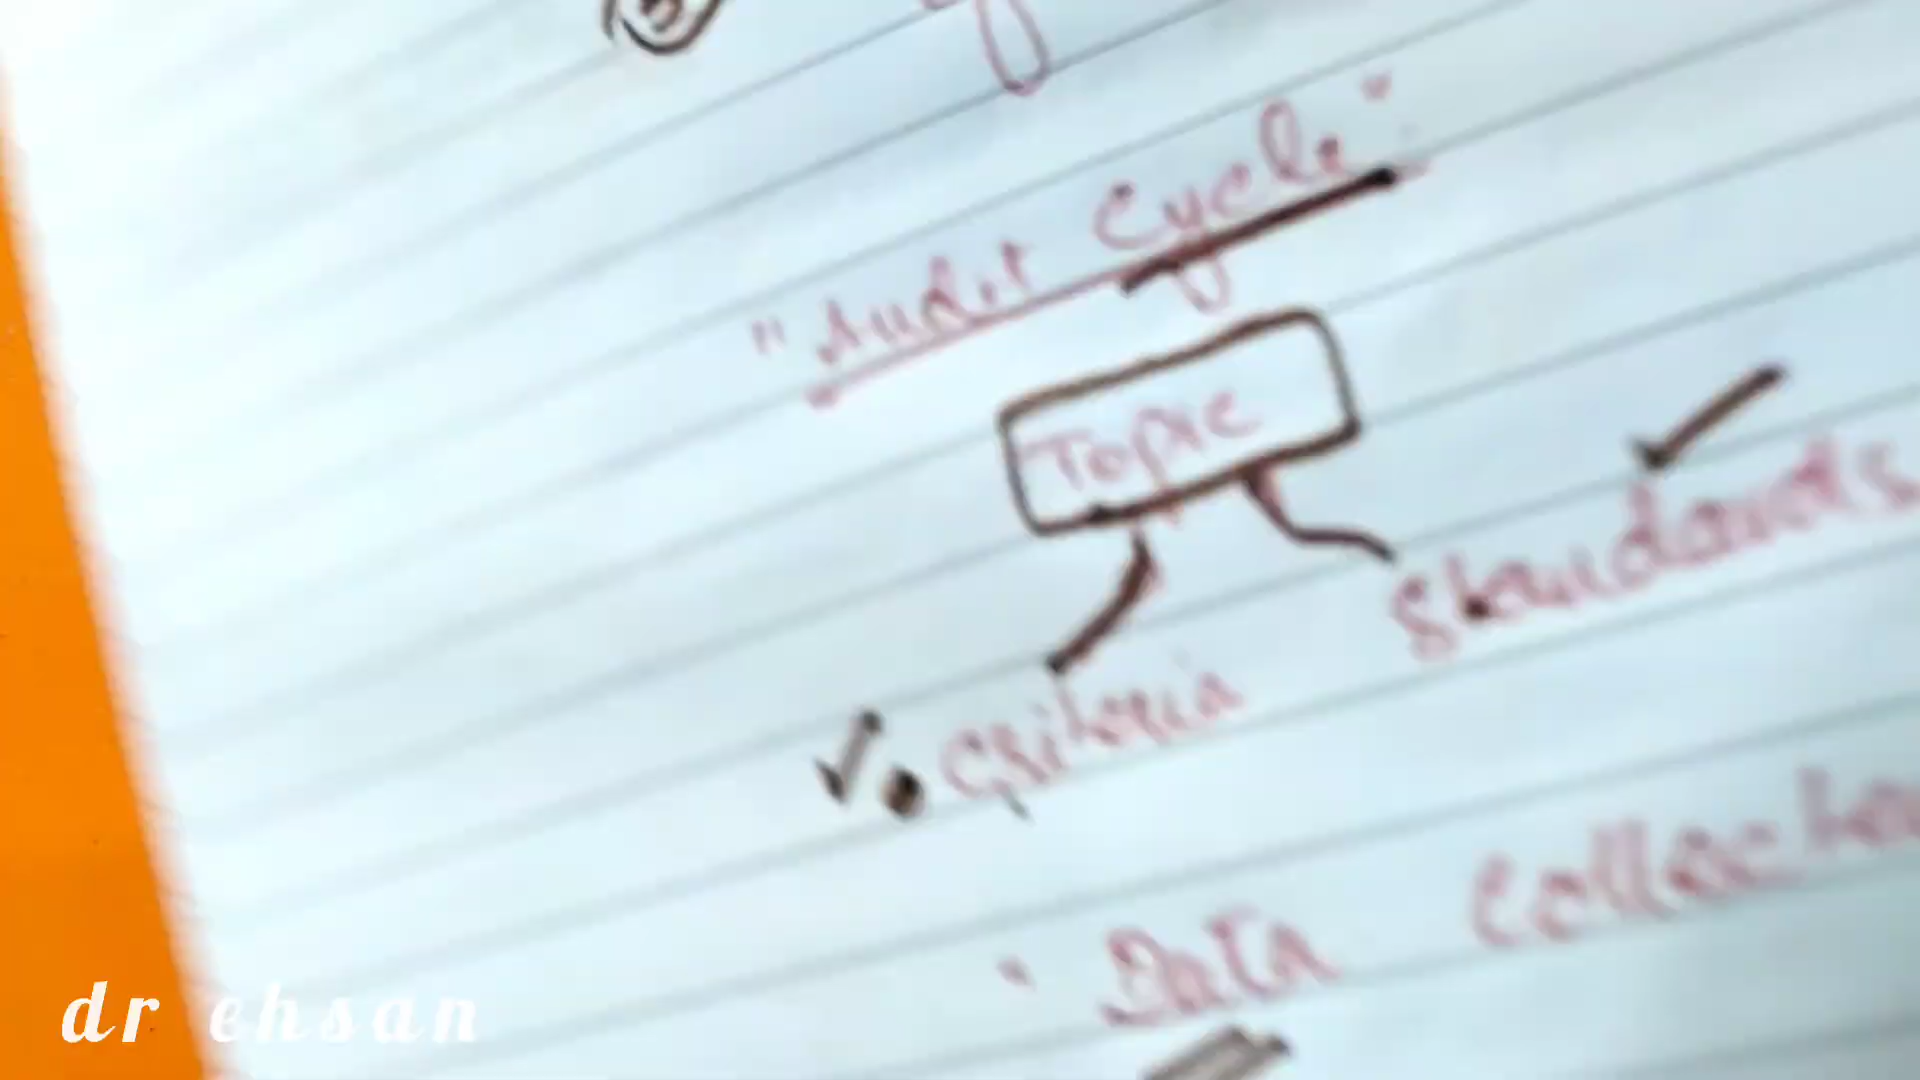 "Audit Cycle"
Topic
Standards
Criteria
"Data Collection
dr ehsan